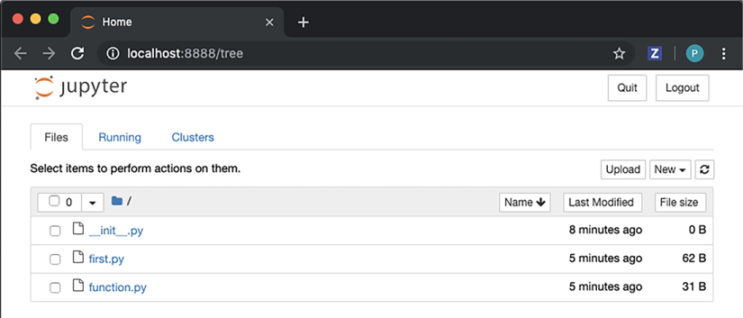 Home
localhost:8888/tree
Z
P
jupyter
Quit Logout
Files Running Clusters
Select items to perform actions on them.
Upload New
0 / Name Last Modified File size
__init__.py 8 minutes ago 0 B
first.py 5 minutes ago 62 B
function.py 5 minutes ago 31 B